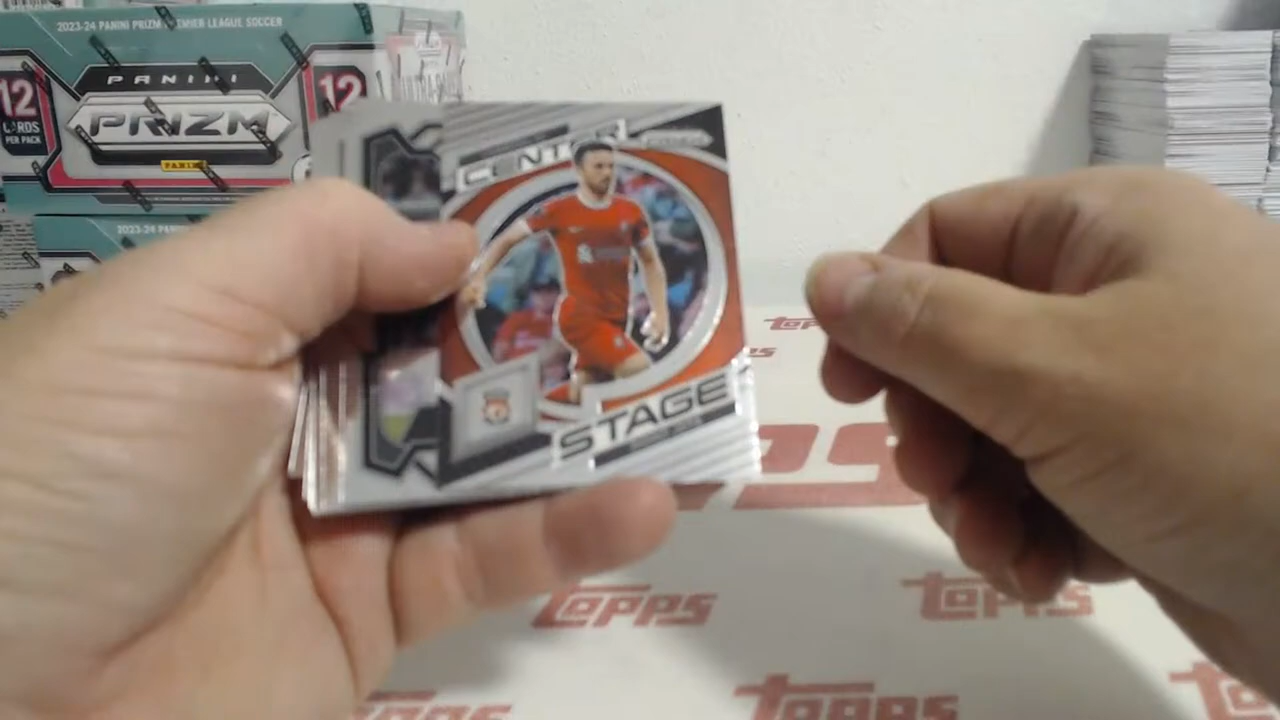 2023-24 PANINI PRIZM PREMIER LEAGUE SOCCER
PANINI
PRIZM
PANINI
12
CARDS
PER PACK
12
2023-24
CENTER
STAGE
TOPPS
TOPPS
TOPPS
TOPPS
TOPPS